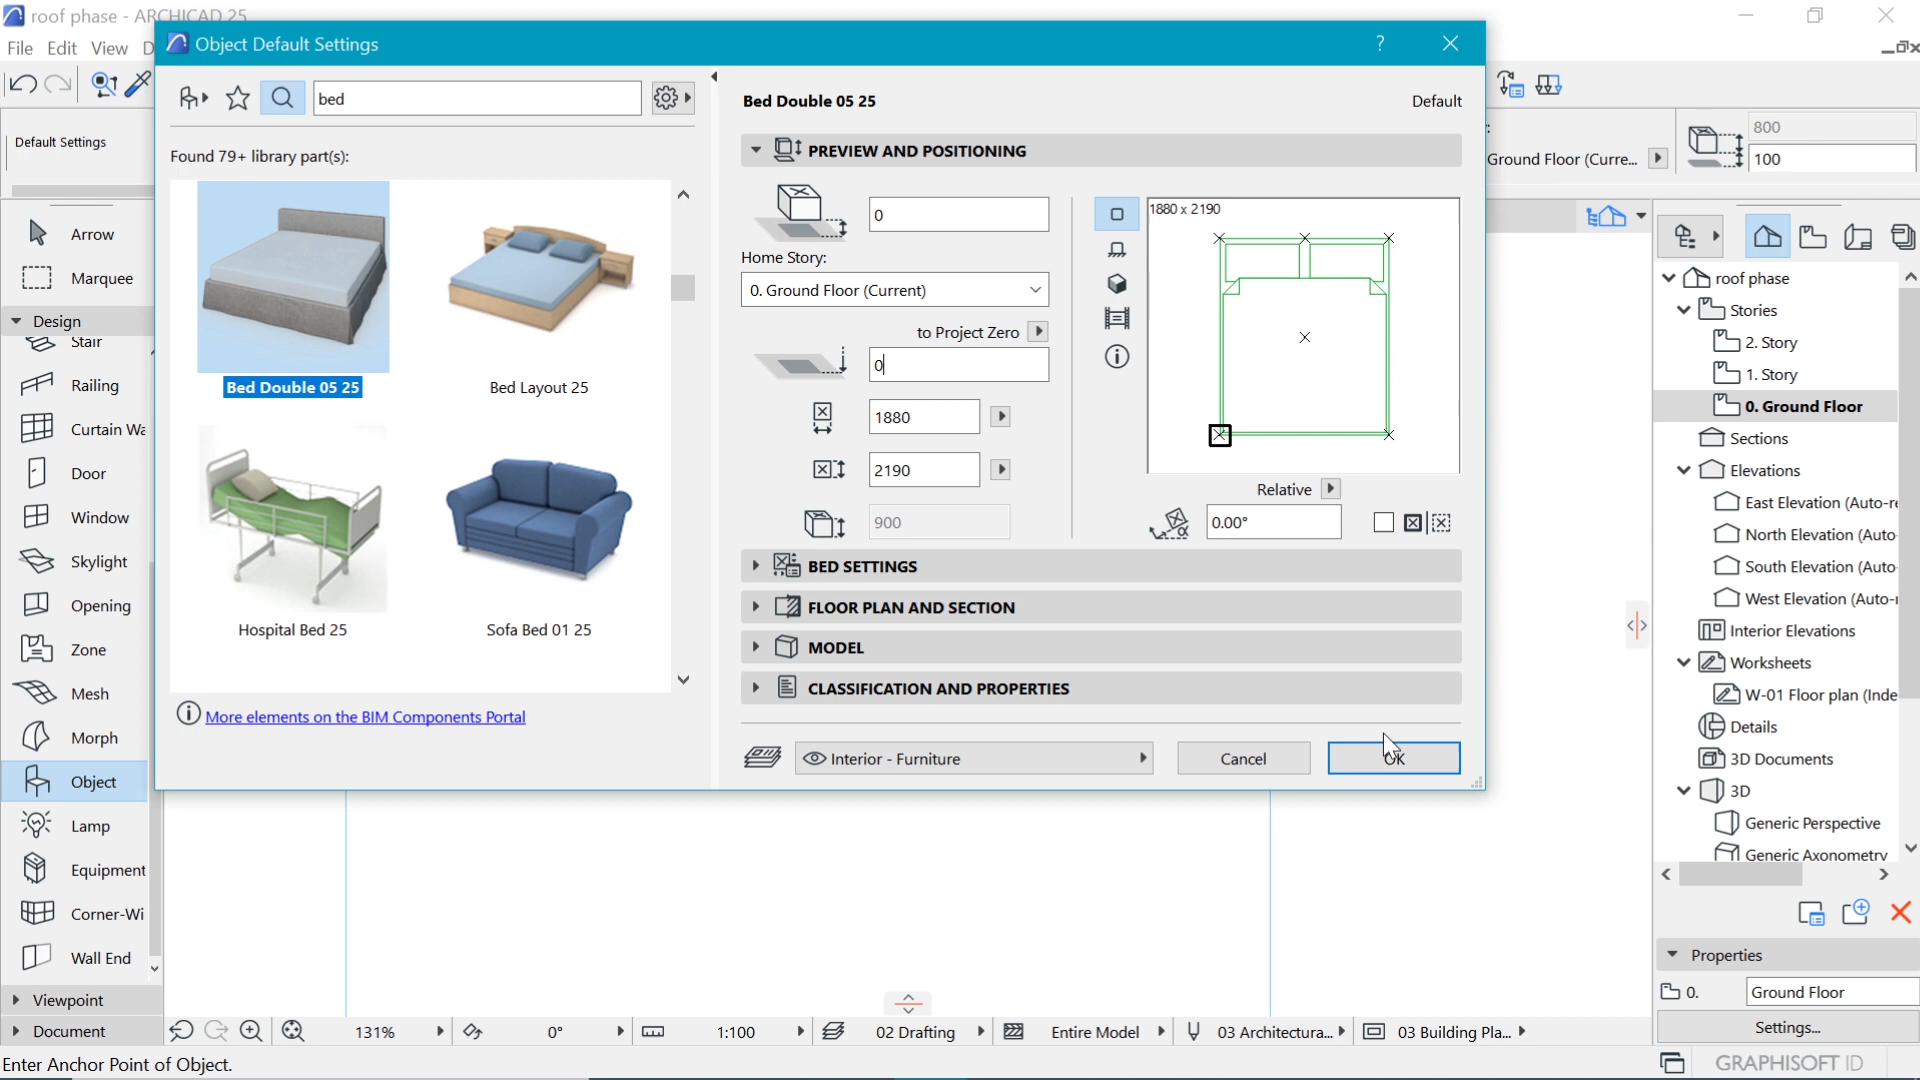 roof phase - ARCHICAD 25
File Edit View D
Object Default Settings
?
bed
Bed Double 05 25
Default
Default Settings
Found 79+ library part(s):
PREVIEW AND POSITIONING
Ground Floor (Curre...
800
100
0
1880 x 2190
Home Story:
0. Ground Floor (Current)
to Project Zero
0
1880
2190
900
Relative
0.00°
Bed Double 05 25
Bed Layout 25
Hospital Bed 25
Sofa Bed 01 25
More elements on the BIM Components Portal
BED SETTINGS
FLOOR PLAN AND SECTION
MODEL
CLASSIFICATION AND PROPERTIES
Interior - Furniture
Cancel
OK
Arrow
Marquee
Design
Stair
Railing
Curtain Wa
Door
Window
Skylight
Opening
Zone
Mesh
Morph
Object
Lamp
Equipment
Corner-Wi
Wall End
Viewpoint
Document
roof phase
Stories
2. Story
1. Story
0. Ground Floor
Sections
Elevations
East Elevation (Auto-re
North Elevation (Auto-
South Elevation (Auto-
West Elevation (Auto-r
Interior Elevations
Worksheets
W-01 Floor plan (Inde
Details
3D Documents
3D
Generic Perspective
Generic Axonometry
Properties
0.
Ground Floor
Settings...
131%
0°
1:100
02 Drafting
Entire Model
03 Architectura...
03 Building Pla...
Enter Anchor Point of Object.
GRAPHISOFT ID